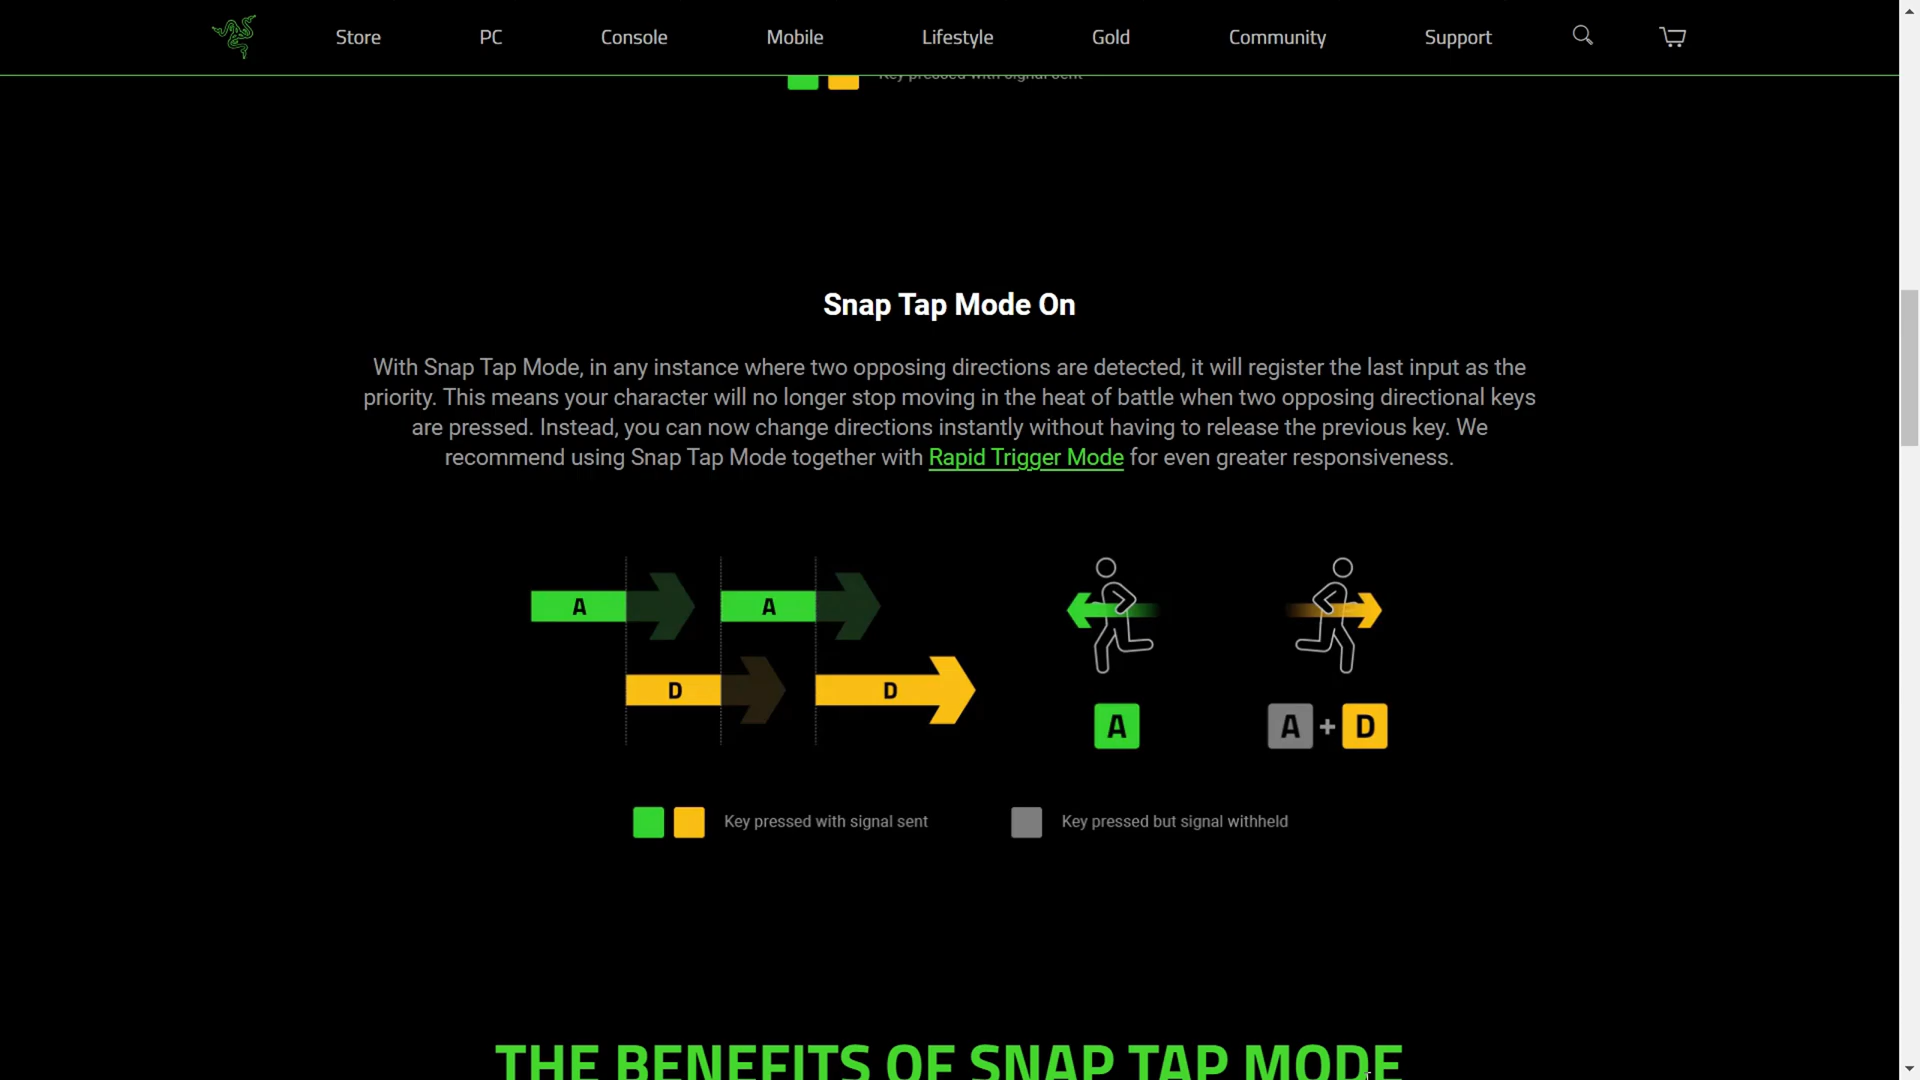 Store PC Console Mobile Lifestyle Gold Community Support
Key pressed with signal sent
Snap Tap Mode On
With Snap Tap Mode, in any instance where two opposing directions are detected, it will register the last input as the
priority. This means your character will no longer stop moving in the heat of battle when two opposing directional keys
are pressed. Instead, you can now change directions instantly without having to release the previous key. We
recommend using Snap Tap Mode together with Rapid Trigger Mode for even greater responsiveness.
A A
D D
A A + D
Key pressed with signal sent Key pressed but signal withheld
THE BENEFITS OF SNAP TAP MODE